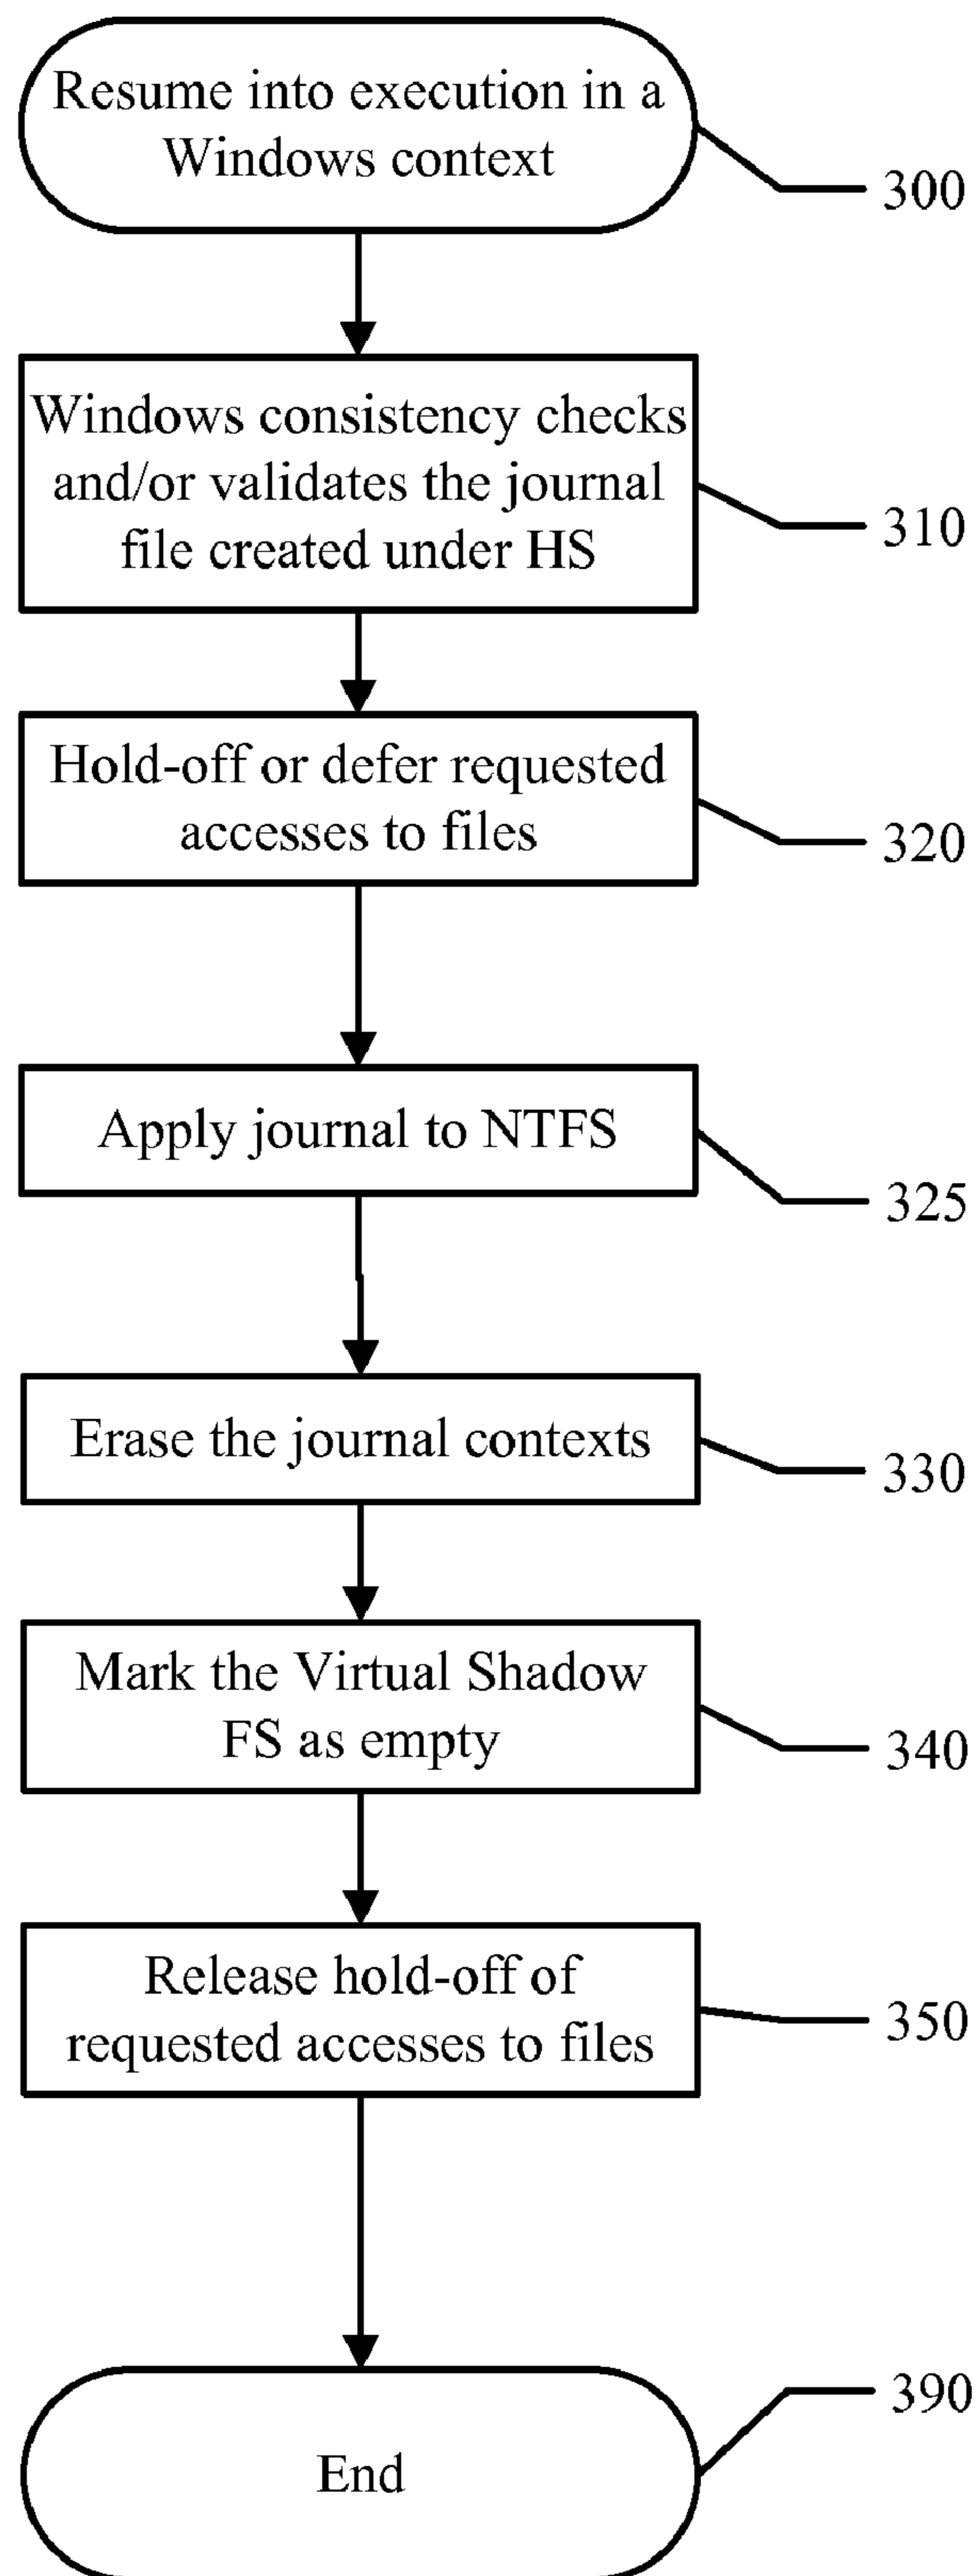 Resume into execution in a
Windows context
300
Windows consistency checks
and/or validates the journal
file created under HS
310
Hold-off or defer requested
accesses to files
320
Apply journal to NTFS
325
Erase the journal contexts
330
Mark the Virtual Shadow
FS as empty
340
Release hold-off of
requested accesses to files
350
390
End